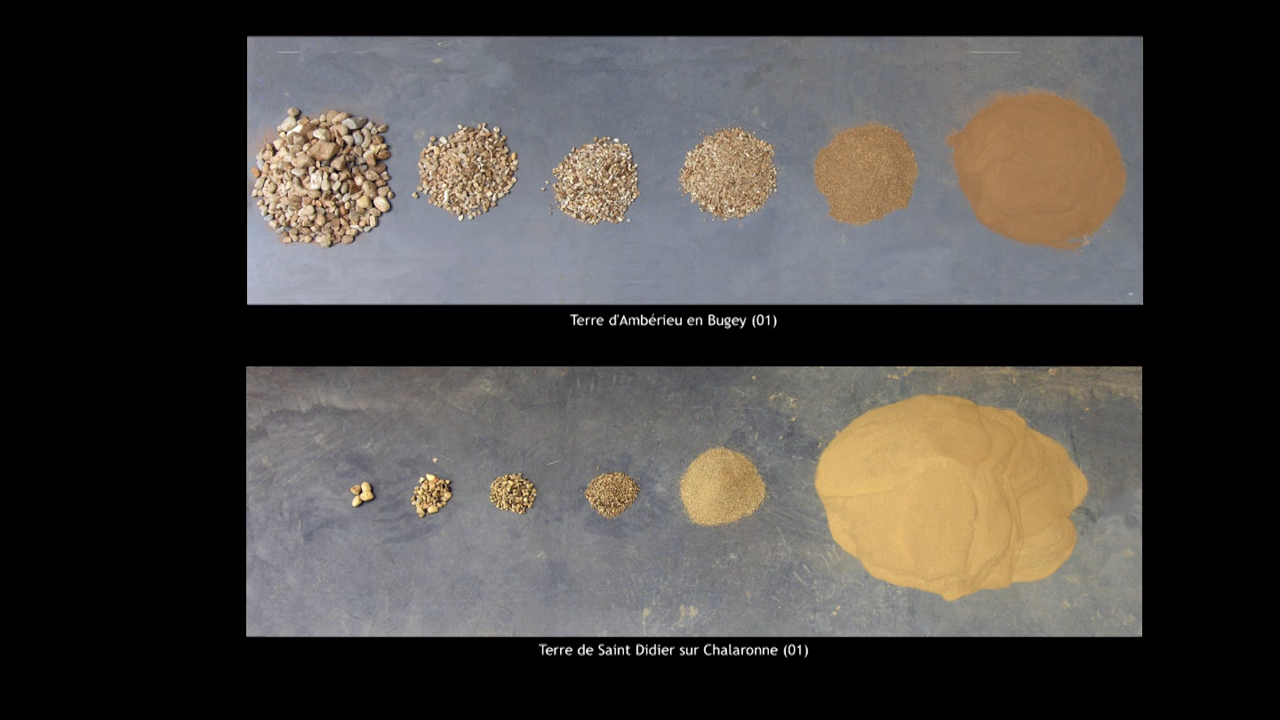 Terre d'Ambérieu en Bugey (01)
Terre de Saint Didier sur Chalaronne (01)